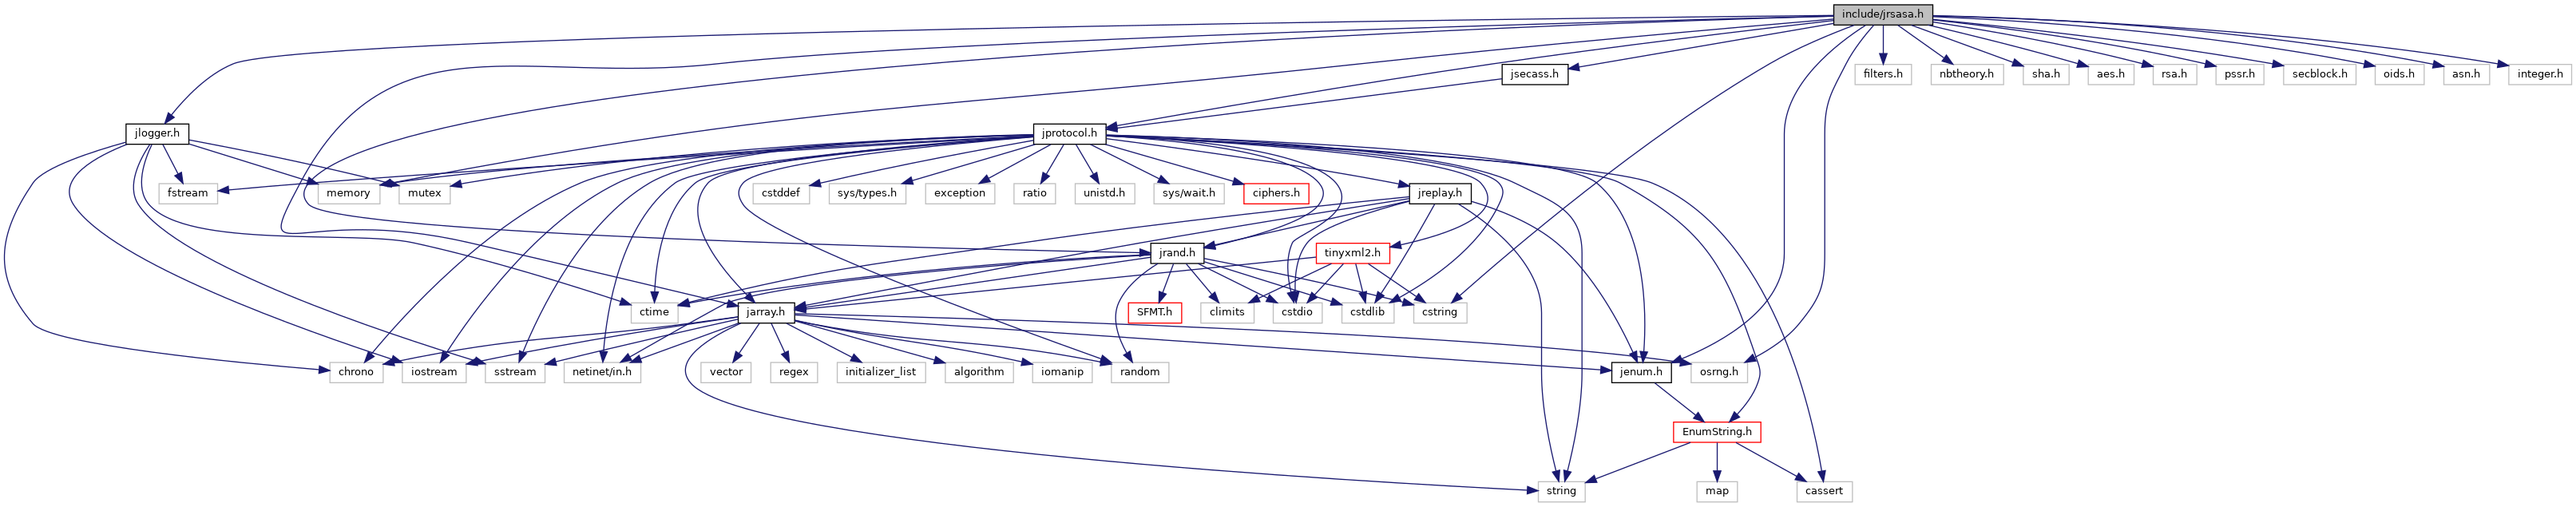 include/jrsasa.h
jsecass.h
filters.h
nbtheory.h
sha.h
aes.h
rsa.h
pssr.h
secblock.h
oids.h
asn.h
integer.h
jlogger.h
jprotocol.h
fstream
memory
mutex
cstddef
sys/types.h
exception
ratio
unistd.h
sys/wait.h
ciphers.h
jreplay.h
jrand.h
tinyxml2.h
ctime
jarray.h
SFMT.h
climits
cstdio
cstdlib
cstring
chrono
iostream
sstream
netinet/in.h
vector
regex
initializer_list
algorithm
iomanip
random
jenum.h
osrng.h
EnumString.h
string
map
cassert